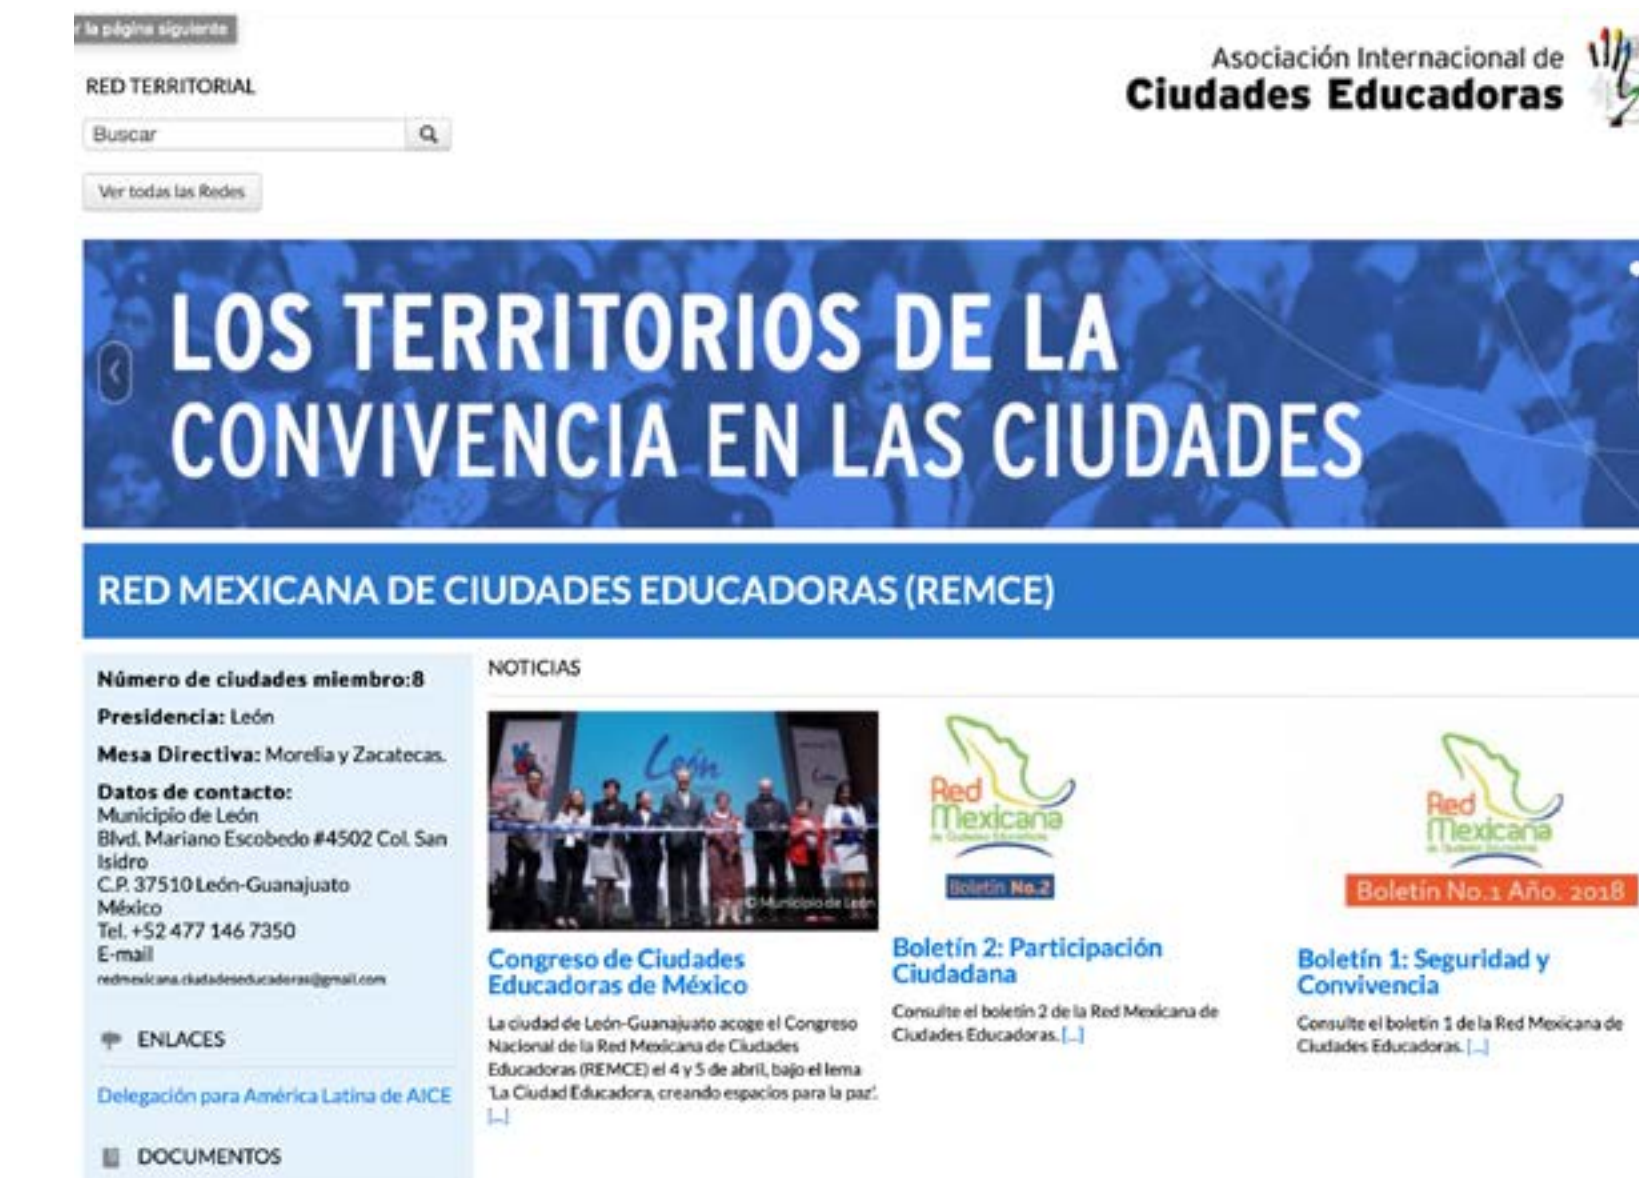 la página siguiente
RED TERRITORIAL
Buscar
Ver todas las Redes
Asociación Internacional de
Ciudades Educadoras
LOS TERRITORIOS DE LA
CONVIVENCIA EN LAS CIUDADES
RED MEXICANA DE CIUDADES EDUCADORAS (REMCE)
Número de ciudades miembro:8
Presidencia: León
Mesa Directiva: Morelia y Zacatecas.
Datos de contacto:
Municipio de León
Blvd. Mariano Escobedo #4502 Col. San
Isidro
C.P. 37510 León-Guanajuato
México
Tel. +52 477 146 7350
E-mail
redmexicana.ciudadeseducadoras@gmail.com
ENLACES
Delegación para América Latina de AICE
DOCUMENTOS
NOTICIAS
León
© Municipio de León
Congreso de Ciudades
Educadoras de México
La ciudad de León-Guanajuato acoge el Congreso
Nacional de la Red Mexicana de Ciudades
Educadoras (REMCE) el 4 y 5 de abril, bajo el lema
'La Ciudad Educadora, creando espacios para la paz'.
[...]
Red
Mexicana
de Ciudades Educadoras
Boletín No.2
Boletín 2: Participación
Ciudadana
Consulte el boletín 2 de la Red Mexicana de
Ciudades Educadoras. [...]
Red
Mexicana
de Ciudades Educadoras
Boletín No.1 Año. 2018
Boletín 1: Seguridad y
Convivencia
Consulte el boletín 1 de la Red Mexicana de
Ciudades Educadoras. [...]